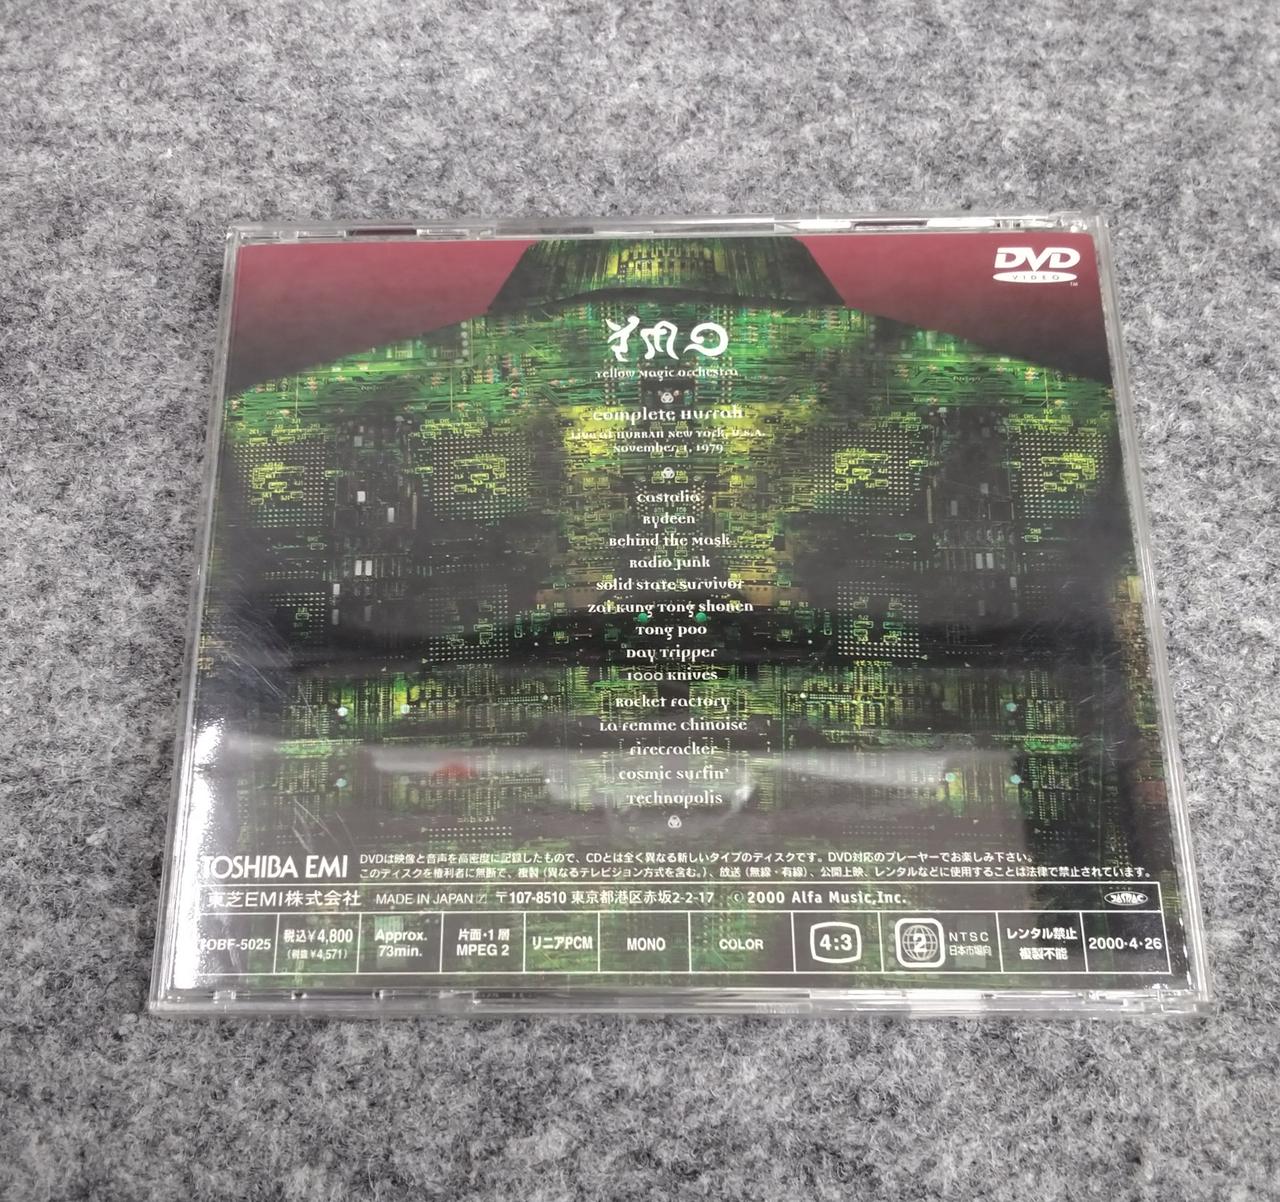 DVD
VIDEO
TM
YMO
Yellow Magic Orchestra
Complete Hurrah
Live at HURRAH New York, U.S.A.
November, 1, 1979
Castalia
Rydeen
Behind the Mask
Radio Junk
Solid State Survivor
Zai Kung Tong Shonen
Tong Poo
Day Tripper
1000 Knives
Rocket Factory
La Femme Chinoise
Firecracker
Cosmic Surfin'
Technopolis
TOSHIBA EMI
DVDは映像と音声を高密度に記録したもので、CDとは全く異なる新しいタイプのディスクです。DVD対応のプレーヤーでお楽しみ下さい。
このディスクを権利者に無断で、複製(異なるテレビジョン方式を含む。)、放送(無線・有線)、公開上映、レンタルなどに使用することは法律で禁止されています。
東芝EMI株式会社 MADE IN JAPAN 〒107-8510 東京都港区赤坂2-2-17 ©2000 Alfa Music,Inc.
TOBF-5025 税込¥4,800 (税抜¥4,571) Approx. 73min. 片面・1層 MPEG 2 リニアPCM MONO COLOR 4:3 2 NTSC 日本市場向 レンタル禁止 複製不能 2000・4・26